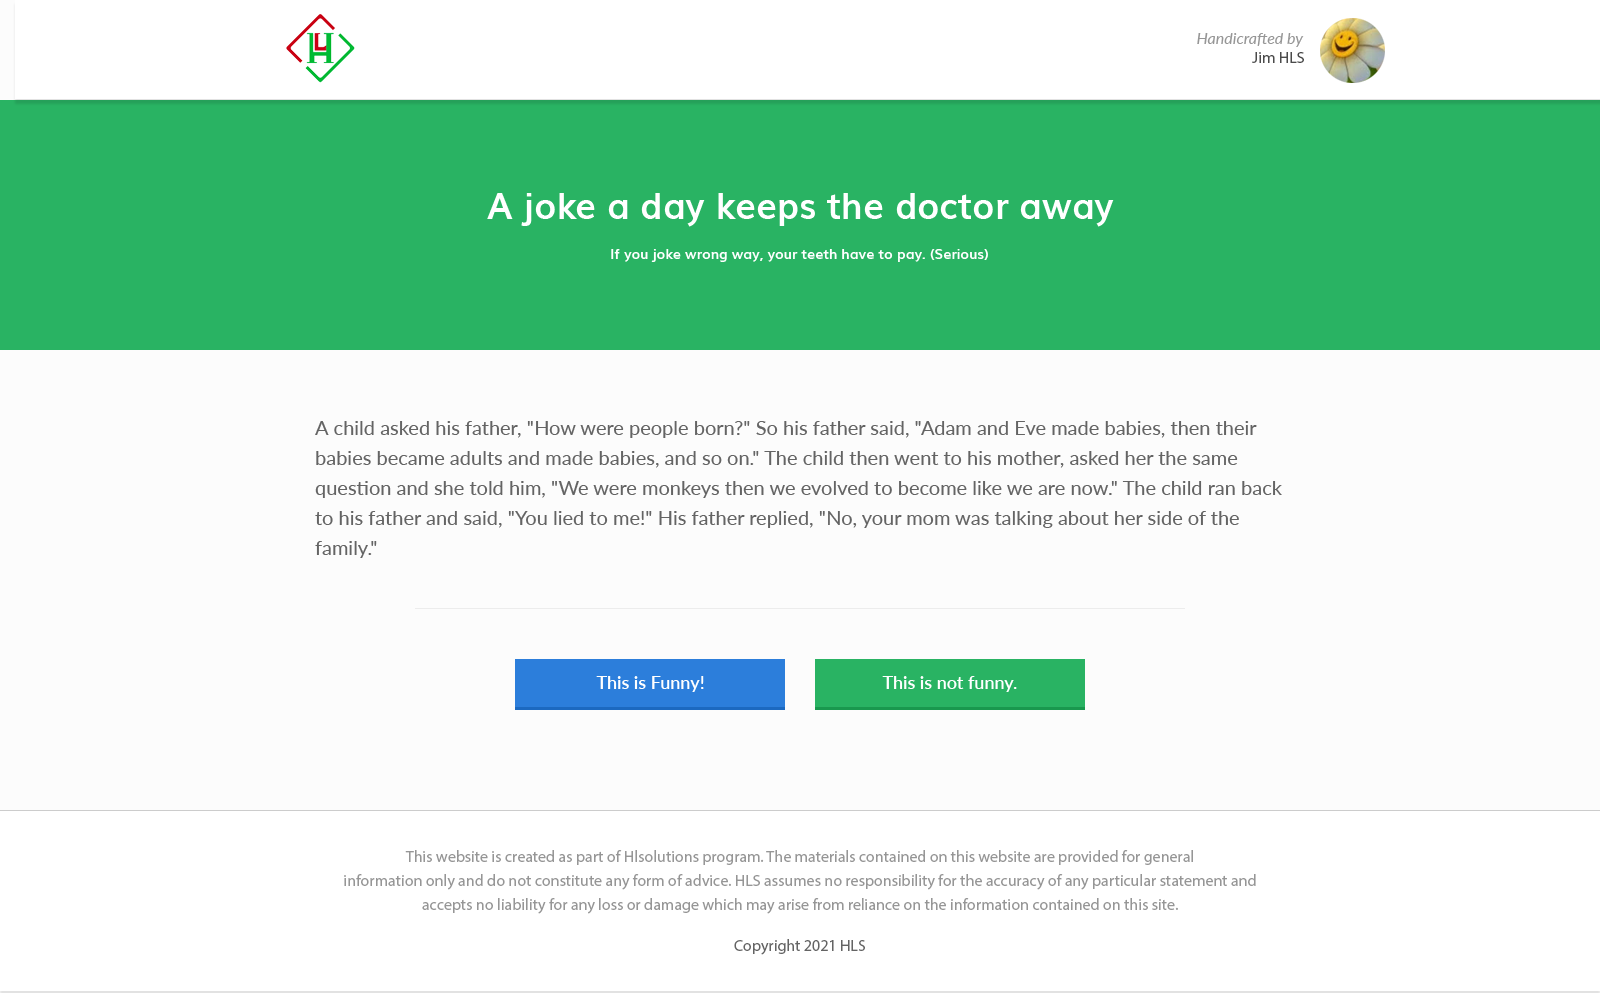 Handicrafted by
Jim HLS
A joke a day keeps the doctor away
If you joke wrong way, your teeth have to pay. (Serious)
A child asked his father, "How were people born?" So his father said, "Adam and Eve made babies, then their
babies became adults and made babies, and so on." The child then went to his mother, asked her the same
question and she told him, "We were monkeys then we evolved to become like we are now." The child ran back
to his father and said, "You lied to me!" His father replied, "No, your mom was talking about her side of the
family."
This is Funny!
This is not funny.
This website is created as part of Hlsolutions program. The materials contained on this website are provided for general
information only and do not constitute any form of advice. HLS assumes no responsibility for the accuracy of any particular statement and
accepts no liability for any loss or damage which may arise from reliance on the information contained on this site.
Copyright 2021 HLS